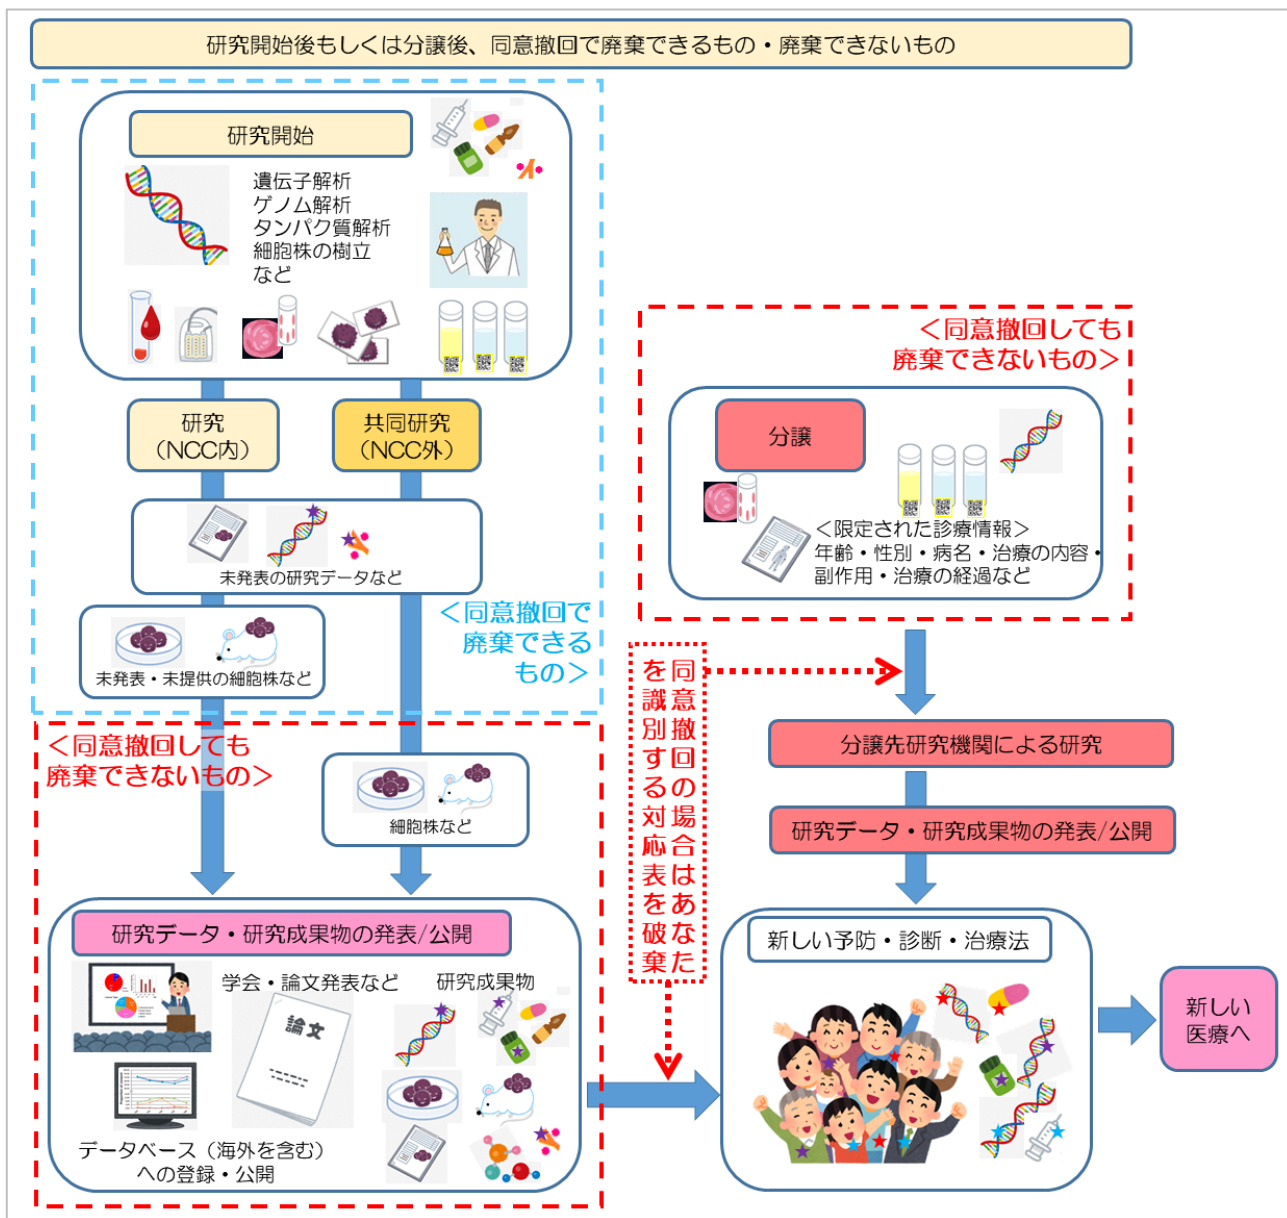 研究開始後もしくは分譲後、同意撤回で廃棄できるもの・廃棄できないもの
研究開始
遺伝子解析
ゲノム解析
タンパク質解析
細胞株の樹立
など
研究
（NCC内）
共同研究
（NCC外）
未発表の研究データなど
＜同意撤回で
廃棄できる
もの＞
未発表・未提供の細胞株など
＜同意撤回しても
廃棄できないもの＞
細胞株など
研究データ・研究成果物の発表/公開
学会・論文発表など
研究成果物
論文
データベース（海外を含む）
への登録・公開
＜同意撤回しても
廃棄できないもの＞
分譲
＜限定された診療情報＞
年齢・性別・病名・治療の内容・
副作用・治療の経過など
同意撤回の場合はあなた
を識別する対応表を破棄
分譲先研究機関による研究
研究データ・研究成果物の発表/公開
新しい予防・診断・治療法
新しい
医療へ